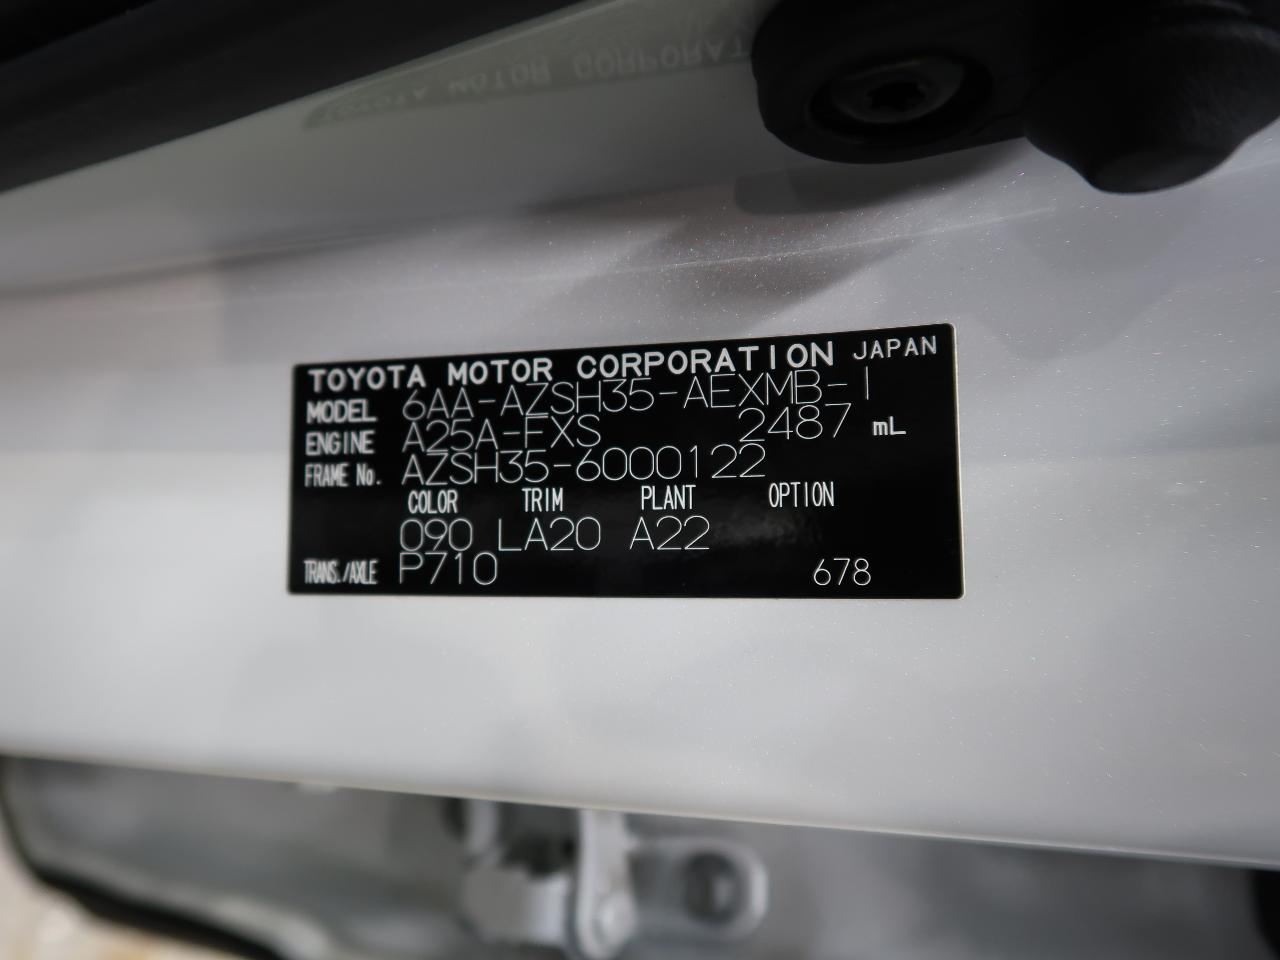 TOYOTA MOTOR CORPORATION JAPAN
MODEL 6AA-AZSH35-AEXMB-I
ENGINE A25A-FXS 2487 mL
FRAME No. AZSH35-6000122
COLOR TRIM PLANT OPTION
090 LA20 A22
TRANS./AXLE P710 678